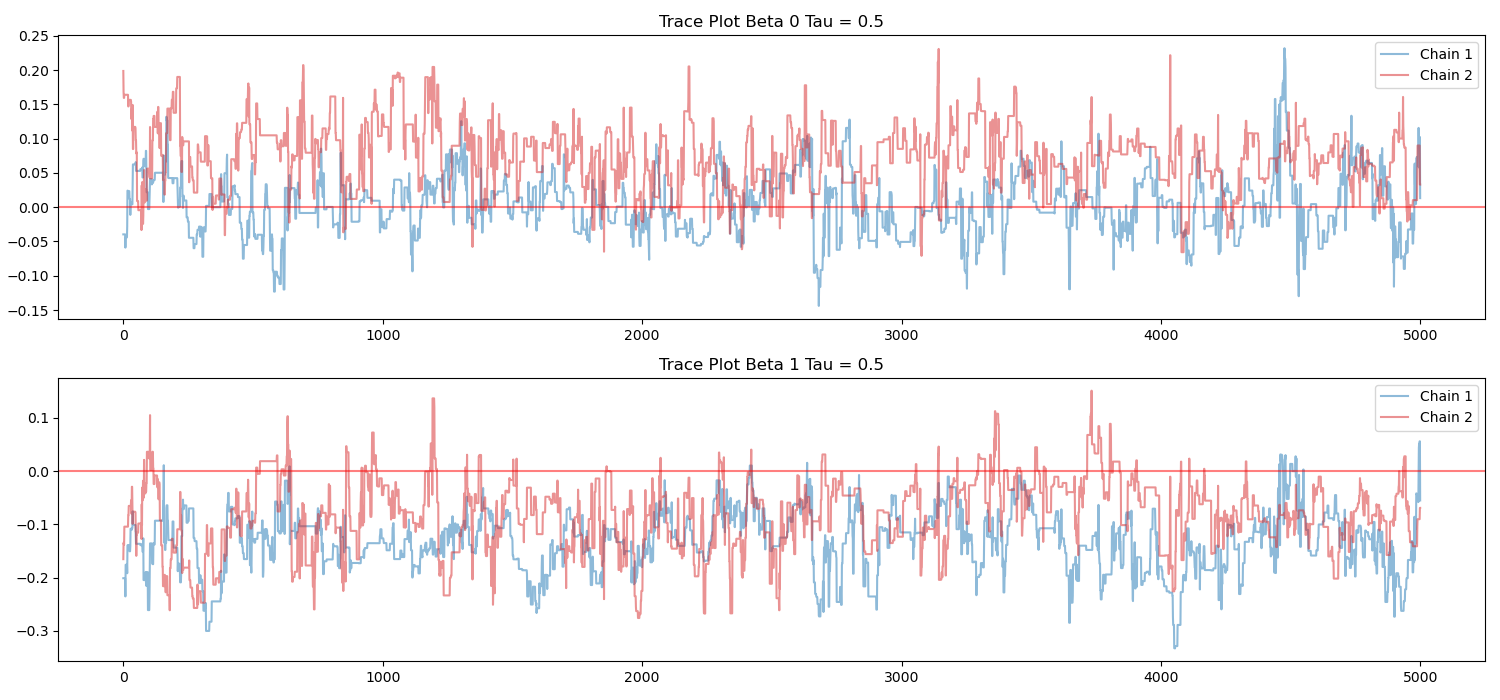 Trace Plot Beta 0 Tau = 0.5
0.25
0.20
0.15
0.10
0.05
0.00
−0.05
−0.10
−0.15
Chain 1
Chain 2
0 1000 2000 3000 4000 5000
Trace Plot Beta 1 Tau = 0.5
0.1
0.0
−0.1
−0.2
−0.3
Chain 1
Chain 2
0 1000 2000 3000 4000 5000